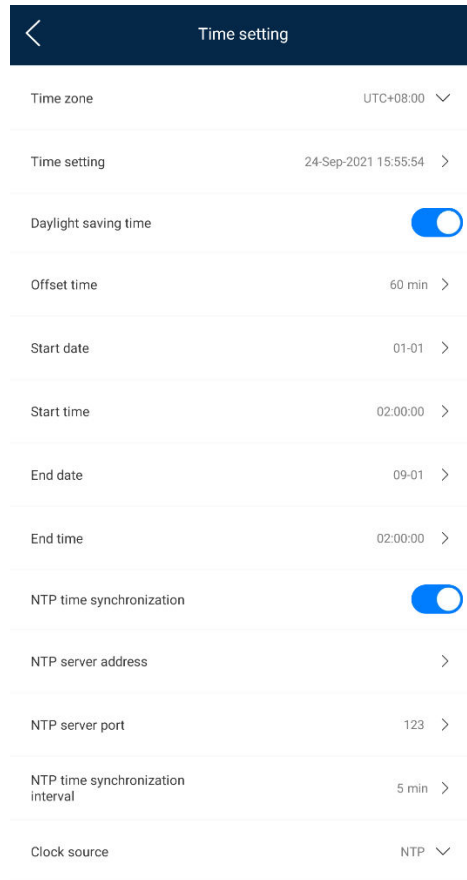 Time setting
Time zone UTC+08:00
Time setting 24-Sep-2021 15:55:54
Daylight saving time
Offset time 60 min
Start date 01-01
Start time 02:00:00
End date 09-01
End time 02:00:00
NTP time synchronization
NTP server address
NTP server port 123
NTP time synchronization
interval 5 min
Clock source NTP